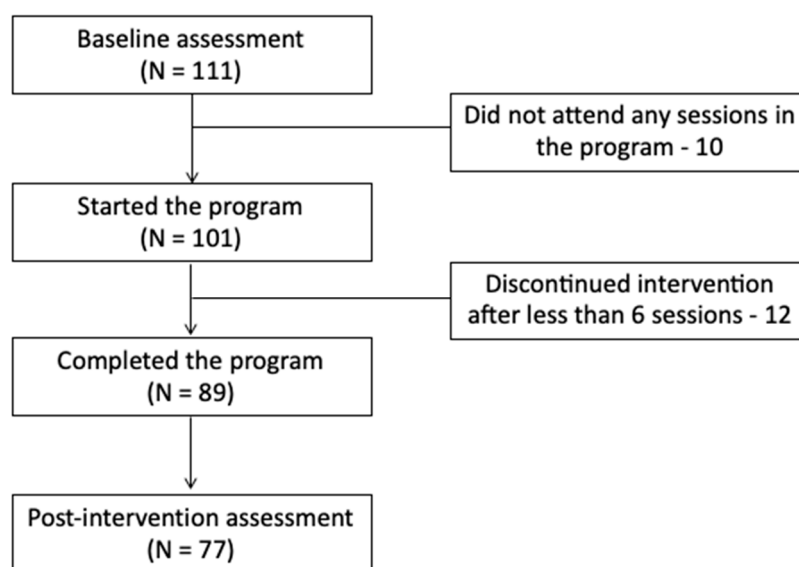 Baseline assessment
(N = 111)
Did not attend any sessions in
the program - 10
Started the program
(N = 101)
Discontinued intervention
after less than 6 sessions - 12
Completed the program
(N = 89)
Post-intervention assessment
(N = 77)